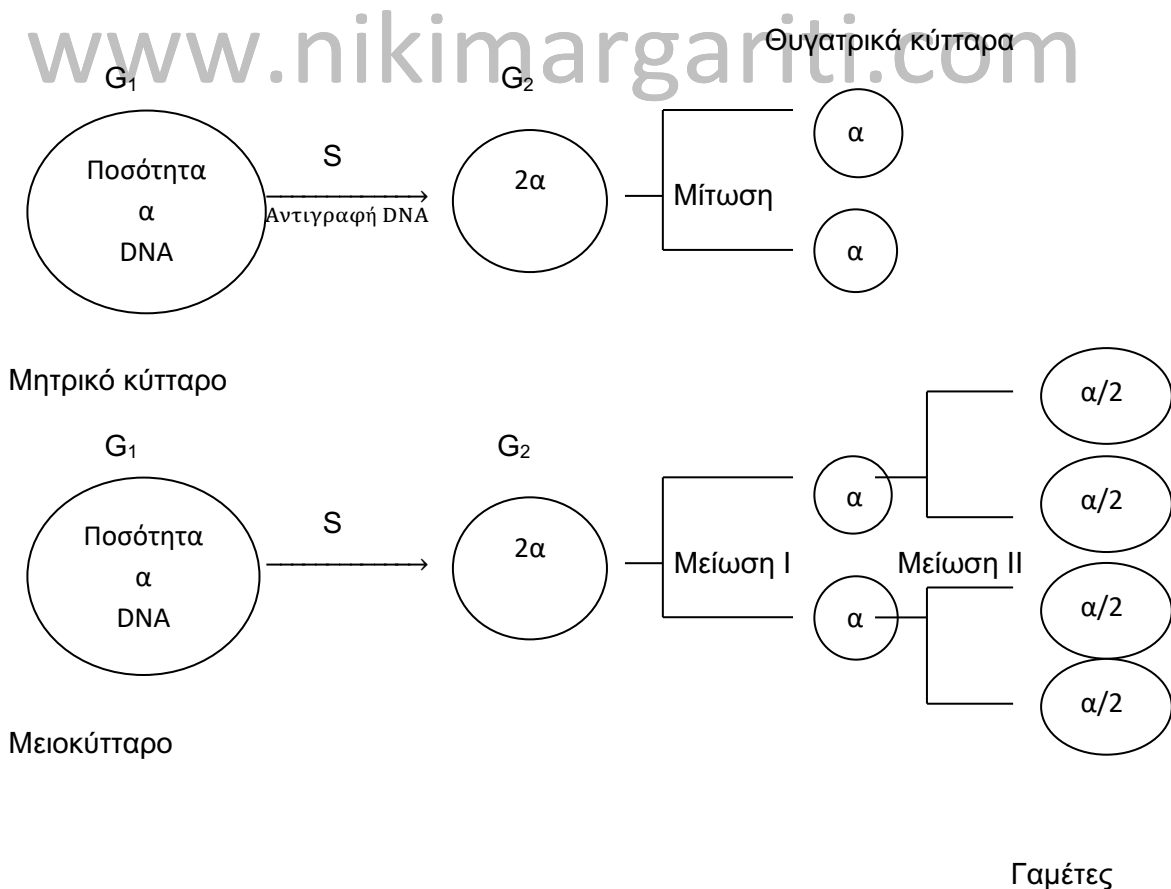 www.nikimargariti.com
Θυγατρικά κύτταρα
G₁
G₂
Ποσότητα
α
DNA
S
Αντιγραφή DNA
2α
Μίτωση
α
α
Μητρικό κύτταρο
G₁
G₂
Ποσότητα
α
DNA
S
2α
Μείωση I
α
α
Μείωση II
α/2
α/2
α/2
α/2
Μειοκύτταρο
Γαμέτες